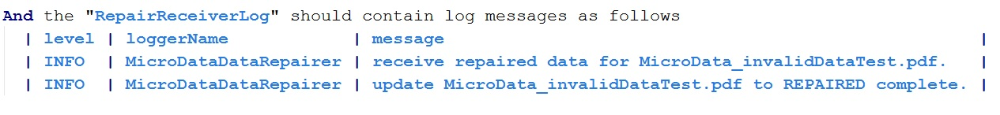 And the "RepairReceiverLog" should contain log messages as follows
| level | loggerName | message |
| INFO | MicroDataDataRepairer | receive repaired data for MicroData_invalidDataTest.pdf. |
| INFO | MicroDataDataRepairer | update MicroData_invalidDataTest.pdf to REPAIRED complete. |